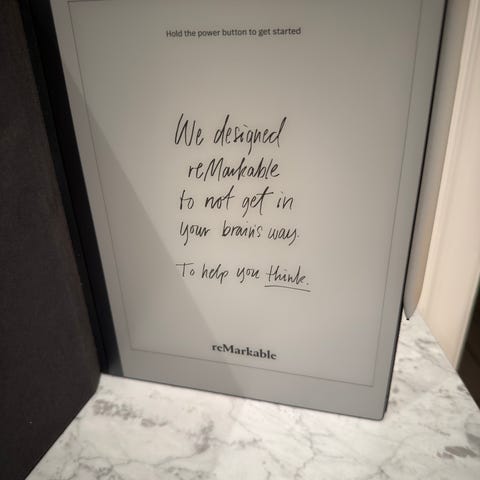 Hold the power button to get started
We designed
reMarkable
to not get in
your brain's way.
To help you think.
reMarkable